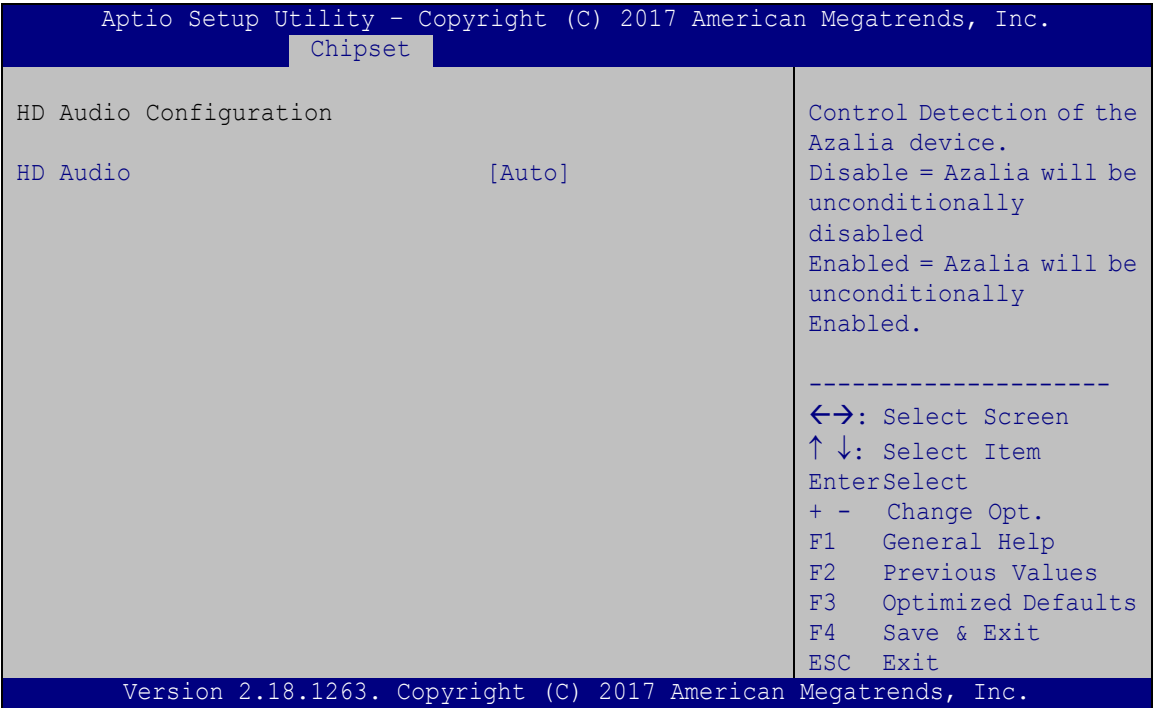 Aptio Setup Utility – Copyright (C) 2017 American Megatrends, Inc.
Chipset
HD Audio Configuration
HD Audio [Auto]
Control Detection of the
Azalia device.
Disable = Azalia will be
unconditionally
disabled
Enabled = Azalia will be
unconditionally
Enabled.
---------------------
←→: Select Screen
↑ ↓: Select Item
EnterSelect
+ - Change Opt.
F1 General Help
F2 Previous Values
F3 Optimized Defaults
F4 Save & Exit
ESC Exit
Version 2.18.1263. Copyright (C) 2017 American Megatrends, Inc.